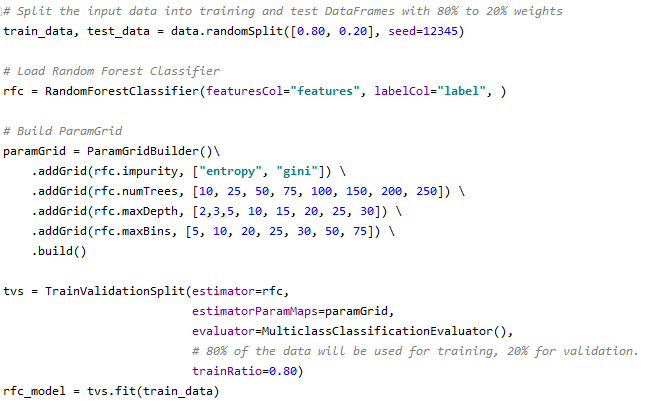 # Split the input data into training and test DataFrames with 80% to 20% weights
train_data, test_data = data.randomSplit([0.80, 0.20], seed=12345)
# Load Random Forest Classifier
rfc = RandomForestClassifier(featuresCol="features", labelCol="label", )
# Build ParamGrid
paramGrid = ParamGridBuilder()\
    .addGrid(rfc.impurity, ["entropy", "gini"]) \
    .addGrid(rfc.numTrees, [10, 25, 50, 75, 100, 150, 200, 250]) \
    .addGrid(rfc.maxDepth, [2,3,5, 10, 15, 20, 25, 30]) \
    .addGrid(rfc.maxBins, [5, 10, 20, 25, 30, 50, 75]) \
    .build()
tvs = TrainValidationSplit(estimator=rfc,
                           estimatorParamMaps=paramGrid,
                           evaluator=MulticlassClassificationEvaluator(),
                           # 80% of the data will be used for training, 20% for validation.
                           trainRatio=0.80)
rfc_model = tvs.fit(train_data)